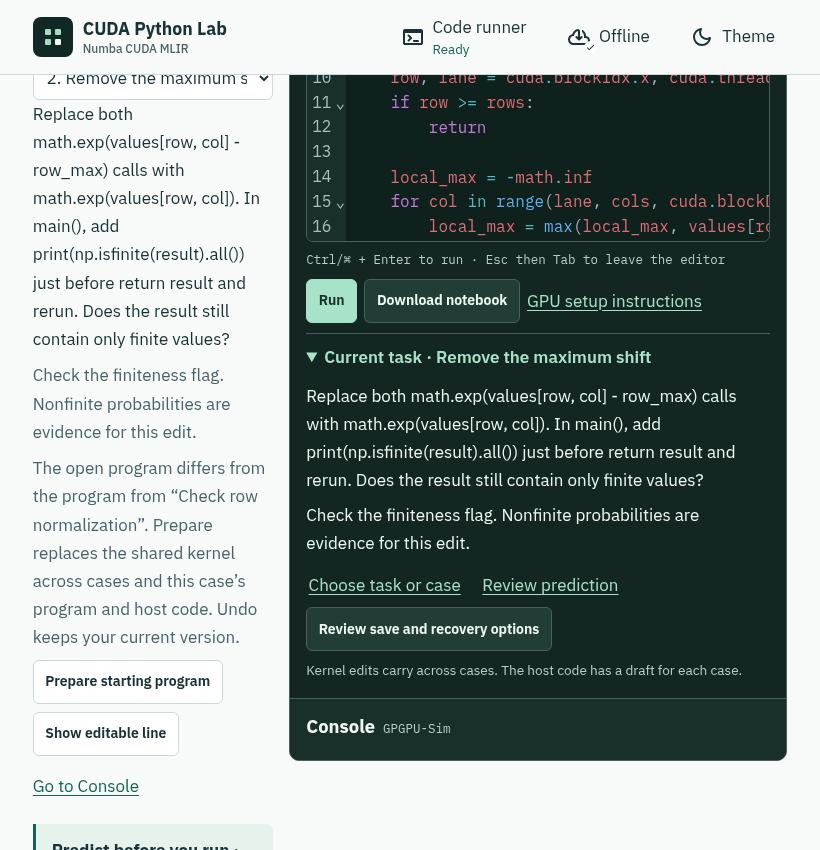 CUDA Python Lab
Numba CUDA MLIR
Code runner
Ready
Offline
Theme
2. Remove the maximum s
Replace both
math.exp(values[row, col] -
row_max) calls with
math.exp(values[row, col]). In
main(), add
print(np.isfinite(result).all())
just before return result and
rerun. Does the result still
contain only finite values?
Check the finiteness flag.
Nonfinite probabilities are
evidence for this edit.
The open program differs from
the program from “Check row
normalization”. Prepare
replaces the shared kernel
across cases and this case’s
program and host code. Undo
keeps your current version.
Prepare starting program
Show editable line
Go to Console
Predict before you run ·
10 row, lane = cuda.blockIdx.x, cuda.thread
11 if row >= rows:
12 return
13
14 local_max = -math.inf
15 for col in range(lane, cols, cuda.blockD
16 local_max = max(local_max, values[ro
Ctrl/⌘ + Enter to run · Esc then Tab to leave the editor
Run
Download notebook
GPU setup instructions
Current task · Remove the maximum shift
Replace both math.exp(values[row, col] - row_max) calls
with math.exp(values[row, col]). In main(), add
print(np.isfinite(result).all()) just before return result and
rerun. Does the result still contain only finite values?
Check the finiteness flag. Nonfinite probabilities are
evidence for this edit.
Choose task or case
Review prediction
Review save and recovery options
Kernel edits carry across cases. The host code has a draft for each case.
Console GPGPU-Sim